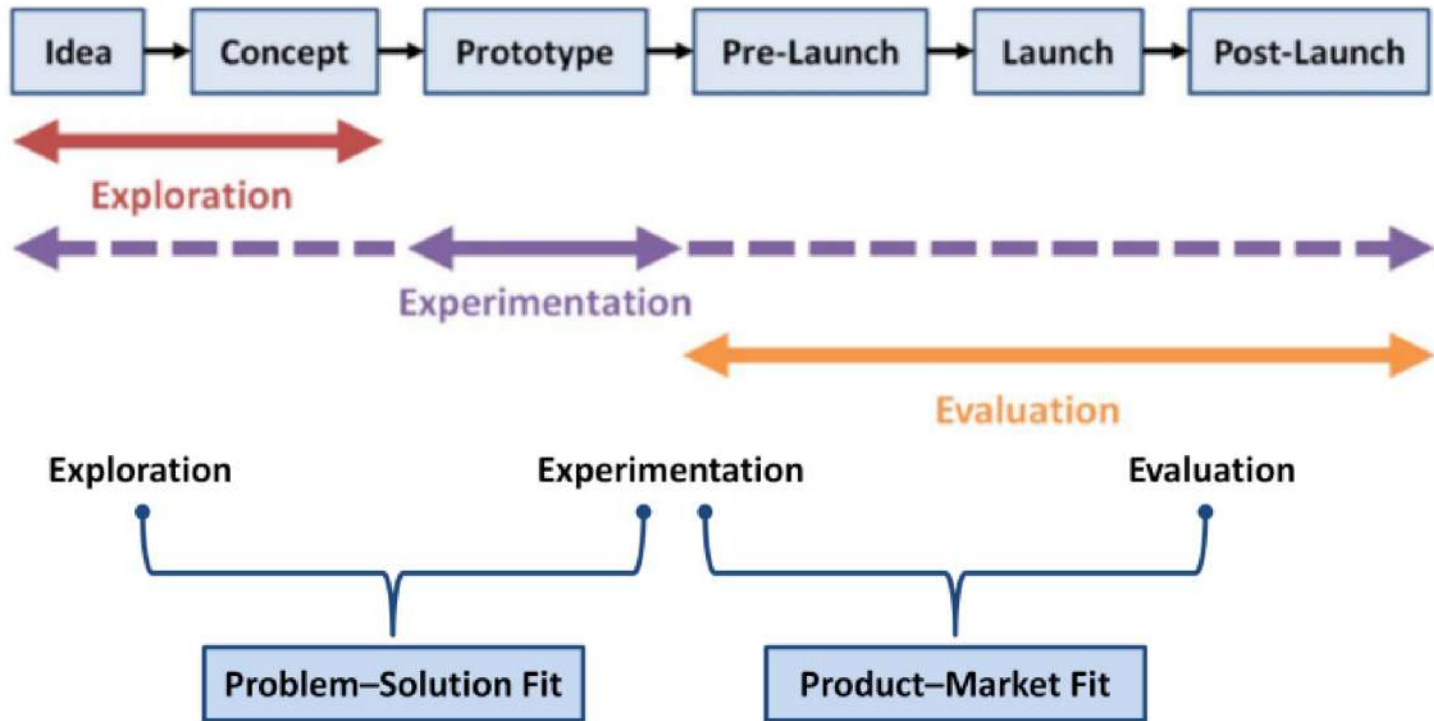 Idea
Concept
Prototype
Pre-Launch
Launch
Post-Launch
Exploration
Experimentation
Evaluation
Exploration
Experimentation
Evaluation
Problem–Solution Fit
Product–Market Fit